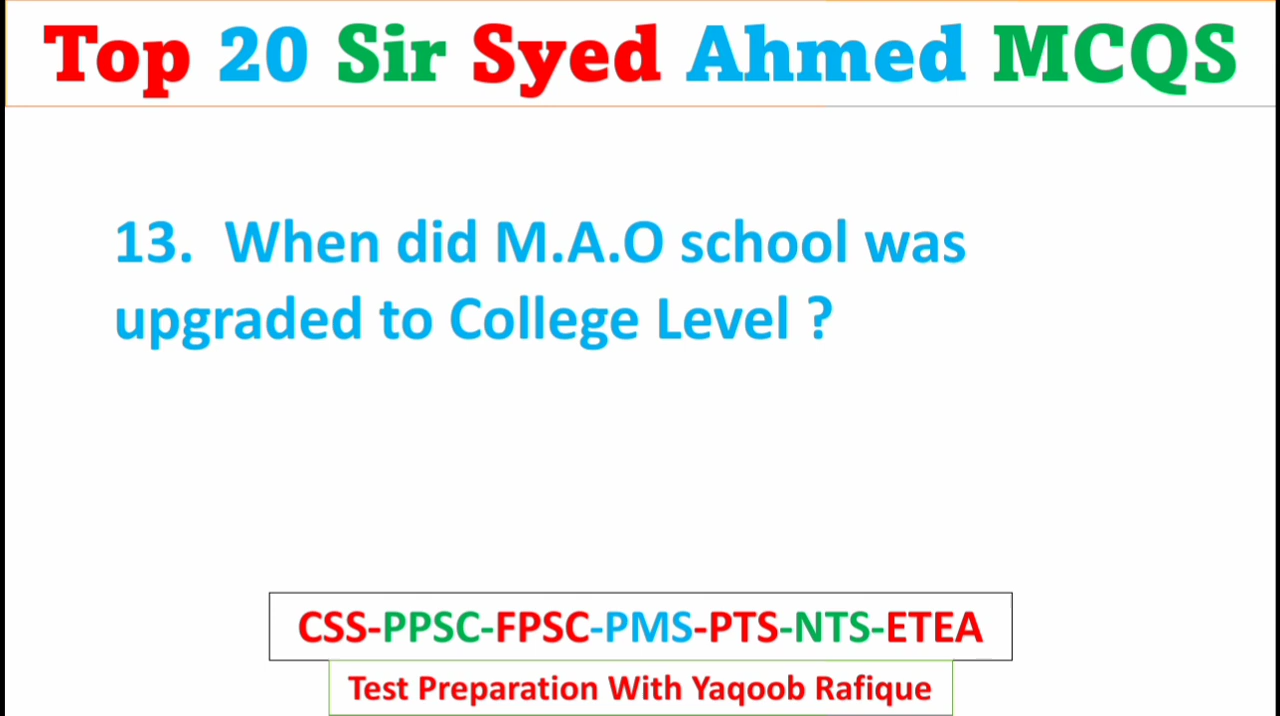 Top 20 Sir Syed Ahmed MCQS
13. When did M.A.O school was
upgraded to College Level ?
CSS-PPSC-FPSC-PMS-PTS-NTS-ETEA
Test Preparation With Yaqoob Rafique